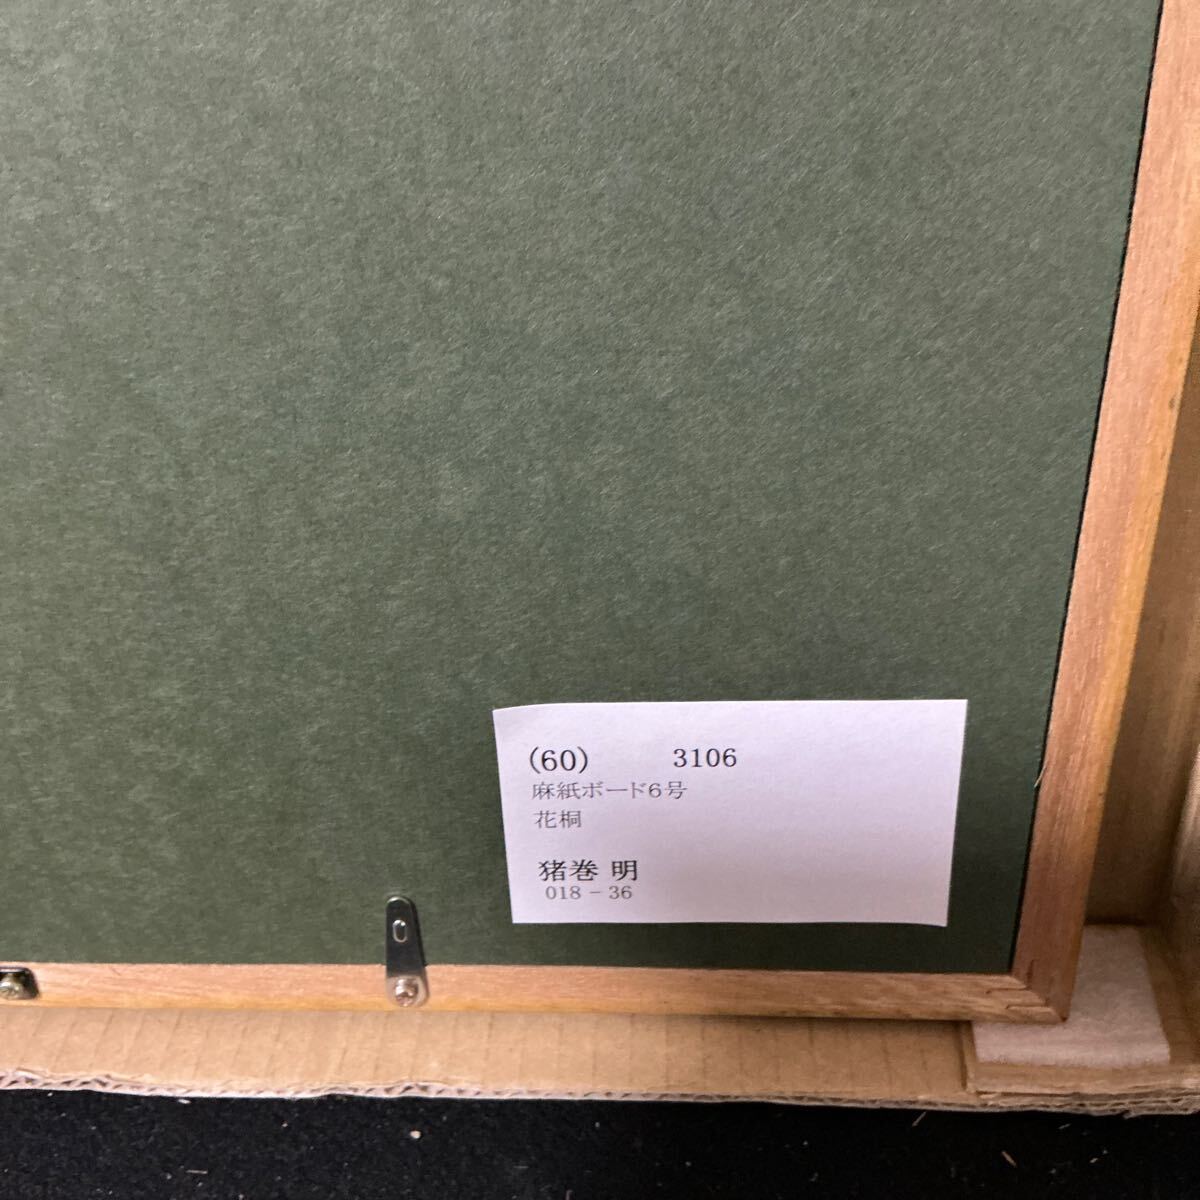 (60) 3106
麻紙ボード6号
花桐
猪巻 明
018－36